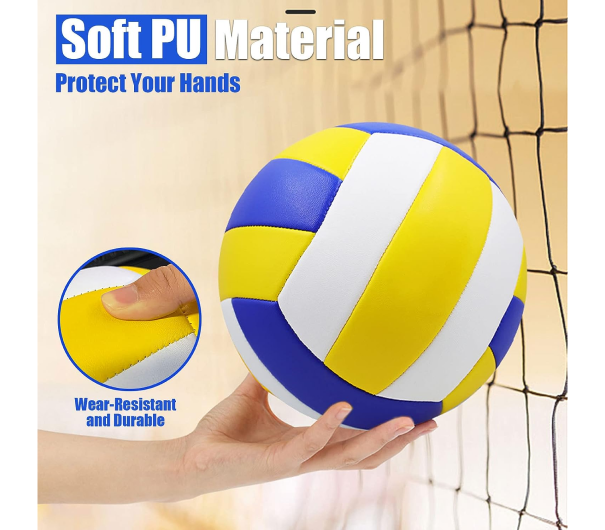 Soft PU Material
Protect Your Hands
Wear-Resistant
and Durable